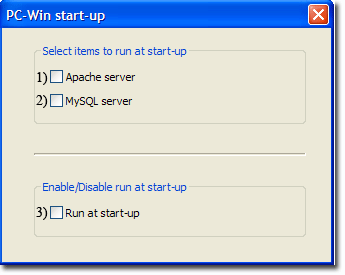 PC-Win start-up
Select items to run at start-up
1) Apache server
2) MySQL server
Enable/Disable run at start-up
3) Run at start-up